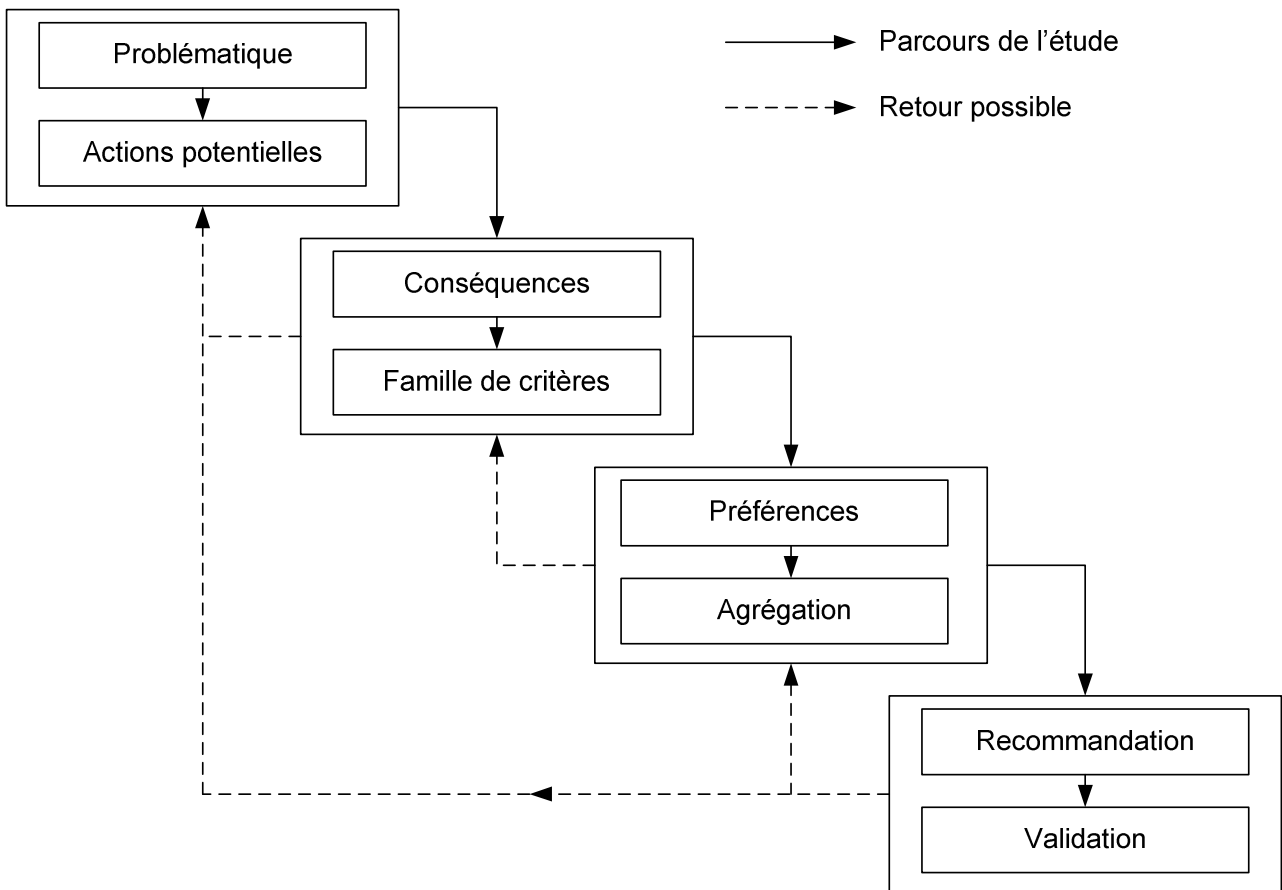 Problématique
Actions potentielles
Parcours de l'étude
Retour possible
Conséquences
Famille de critères
Préférences
Agrégation
Recommandation
Validation